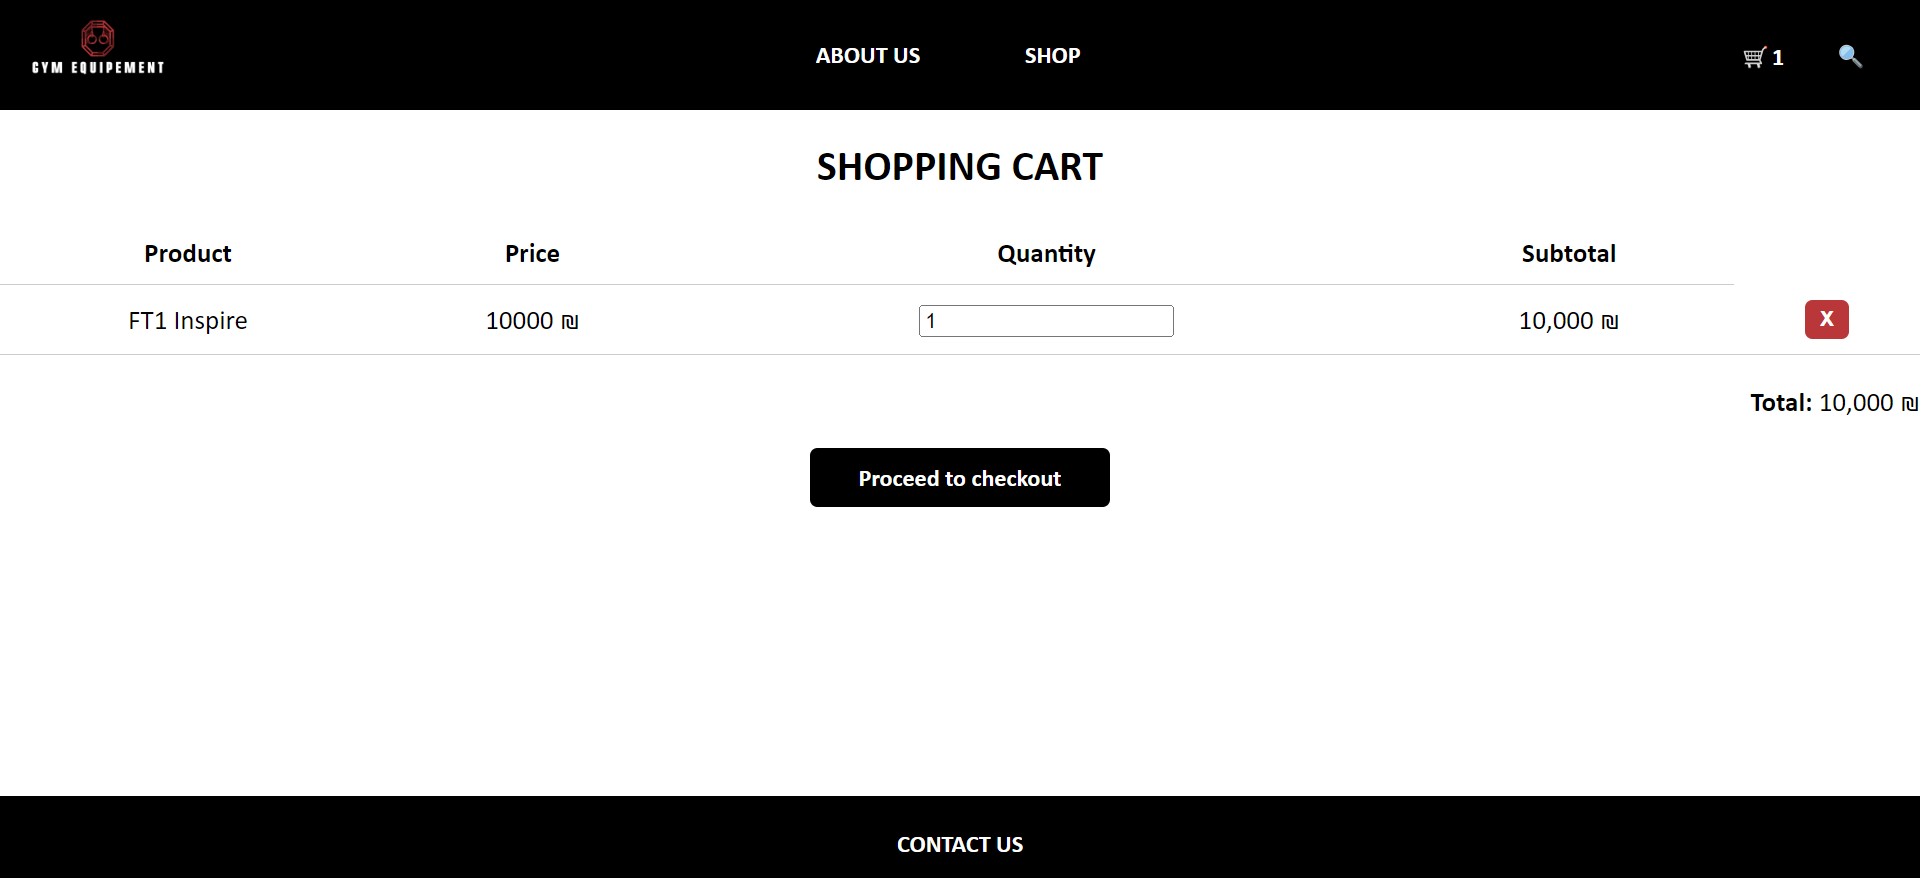 GYM EQUIPEMENT
ABOUT US SHOP
1
SHOPPING CART
Product Price Quantity Subtotal
FT1 Inspire 10000 ₪ 1 10,000 ₪ X
Total: 10,000 ₪
Proceed to checkout
CONTACT US